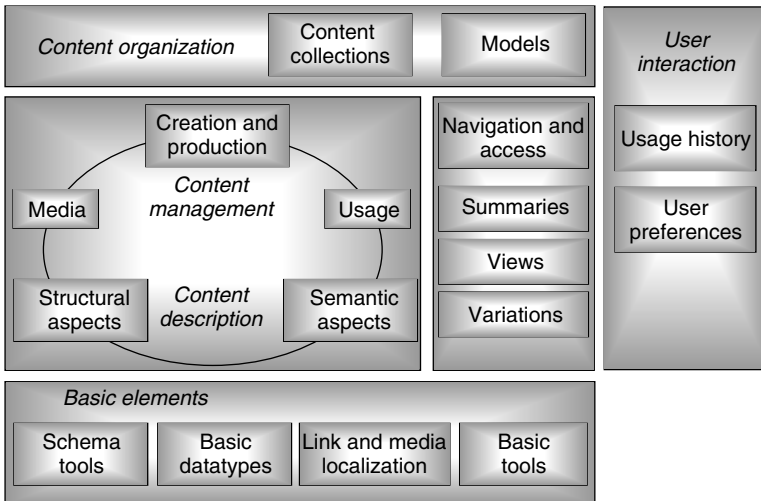 Content organization
Content
collections
Models
User
interaction
Usage history
User
preferences
Creation and
production
Content
management
Media
Usage
Structural
aspects
Content
description
Semantic
aspects
Navigation and
access
Summaries
Views
Variations
Basic elements
Schema
tools
Basic
datatypes
Link and media
localization
Basic
tools